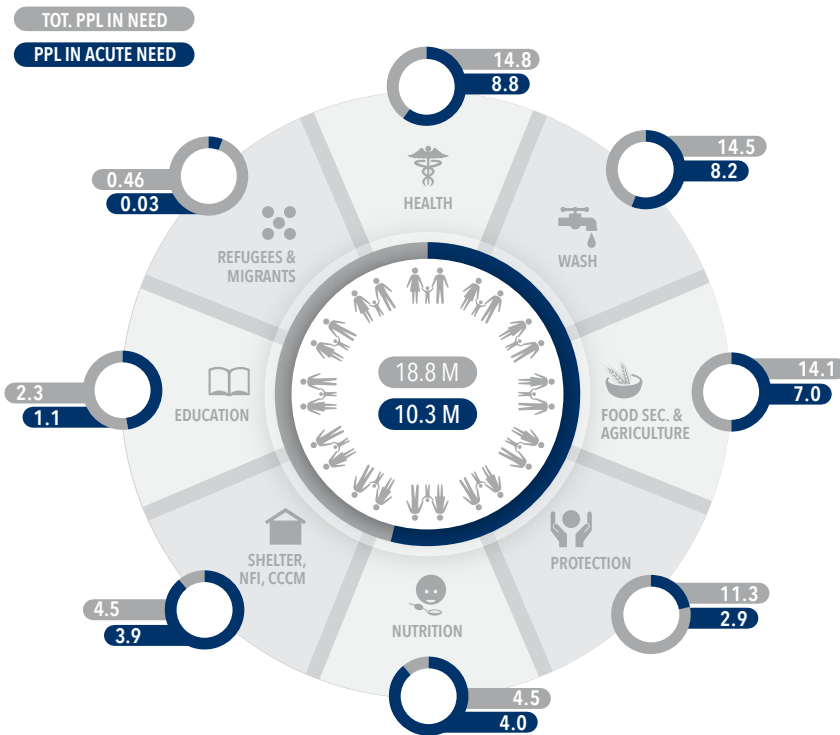 TOT. PPL IN NEED
PPL IN ACUTE NEED
14.8
8.8
HEALTH
14.5
8.2
WASH
0.46
0.03
REFUGEES &
MIGRANTS
18.8 M
10.3 M
14.1
7.0
FOOD SEC. &
AGRICULTURE
2.3
1.1
EDUCATION
SHELTER,
NFI, CCCM
4.5
3.9
PROTECTION
11.3
2.9
NUTRITION
4.5
4.0